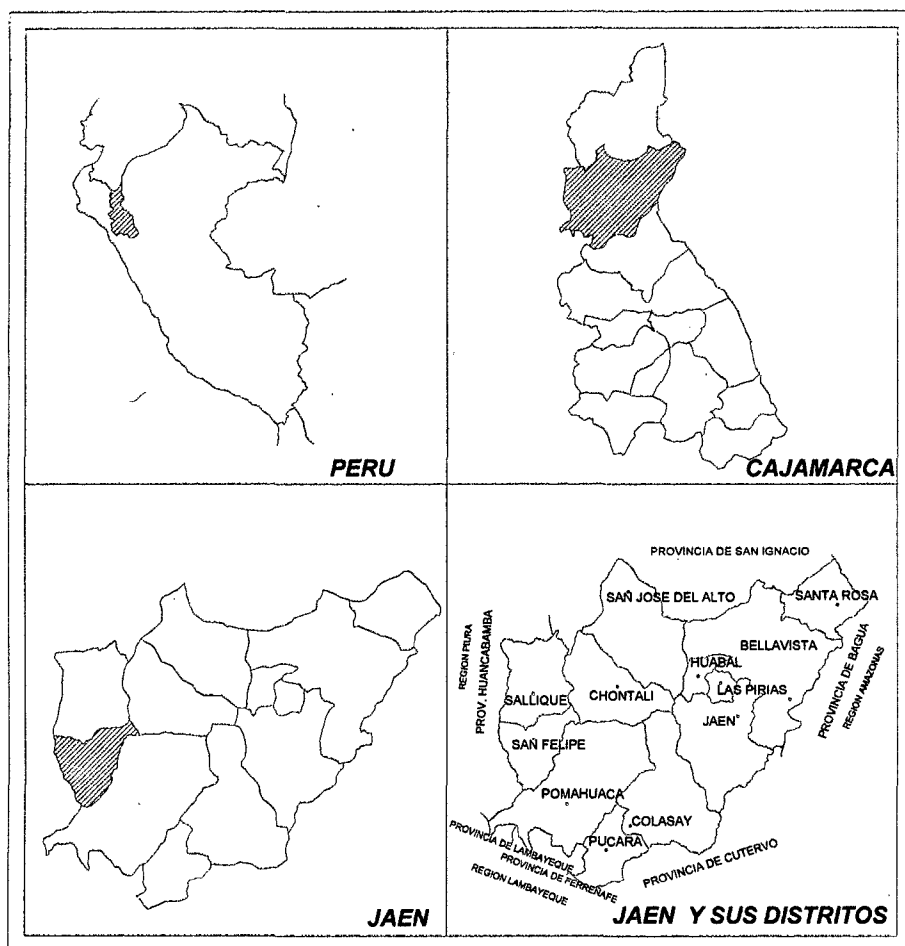 PERU
CAJAMARCA
JAEN
PROVINCIA DE SAN IGNACIO
SAÑ JOSE DEL ALTO
SANTA ROSA
REGION PIURA
PROV. HUANCABAMBA
BELLAVISTA
HUABAL
PROVINCIA DE BAGUA
REGION AMAZONAS
SALLIQUE
CHONTALI
LAS PIRIAS
JAEN
SAÑ FELIPE
POMAHUACA
COLASAY
PUCARA
PROVINCIA DE LAMBAYEQUE
PROVINCIA DE FERREÑAFE
REGION LAMBAYEQUE
PROVINCIA DE CUTERVO
JAEN Y SUS DISTRITOS